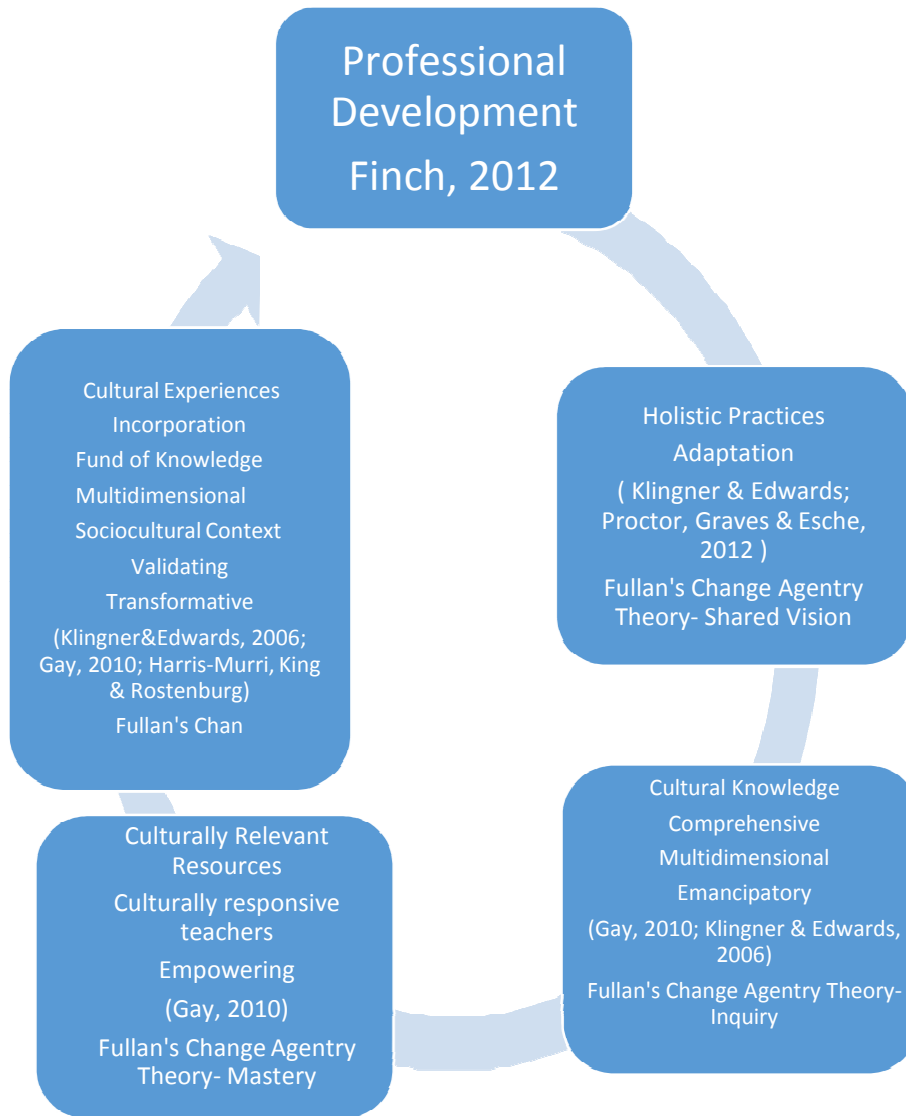 Professional
Development
Finch, 2012
Holistic Practices
Adaptation
( Klingner & Edwards;
Proctor, Graves & Esche,
2012 )
Fullan's Change Agentry
Theory- Shared Vision
Cultural Knowledge
Comprehensive
Multidimensional
Emancipatory
(Gay, 2010; Klingner & Edwards,
2006)
Fullan's Change Agentry Theory-
Inquiry
Culturally Relevant
Resources
Culturally responsive
teachers
Empowering
(Gay, 2010)
Fullan's Change Agentry
Theory- Mastery
Cultural Experiences
Incorporation
Fund of Knowledge
Multidimensional
Sociocultural Context
Validating
Transformative
(Klingner&Edwards, 2006;
Gay, 2010; Harris-Murri, King
& Rostenburg)
Fullan's Chan